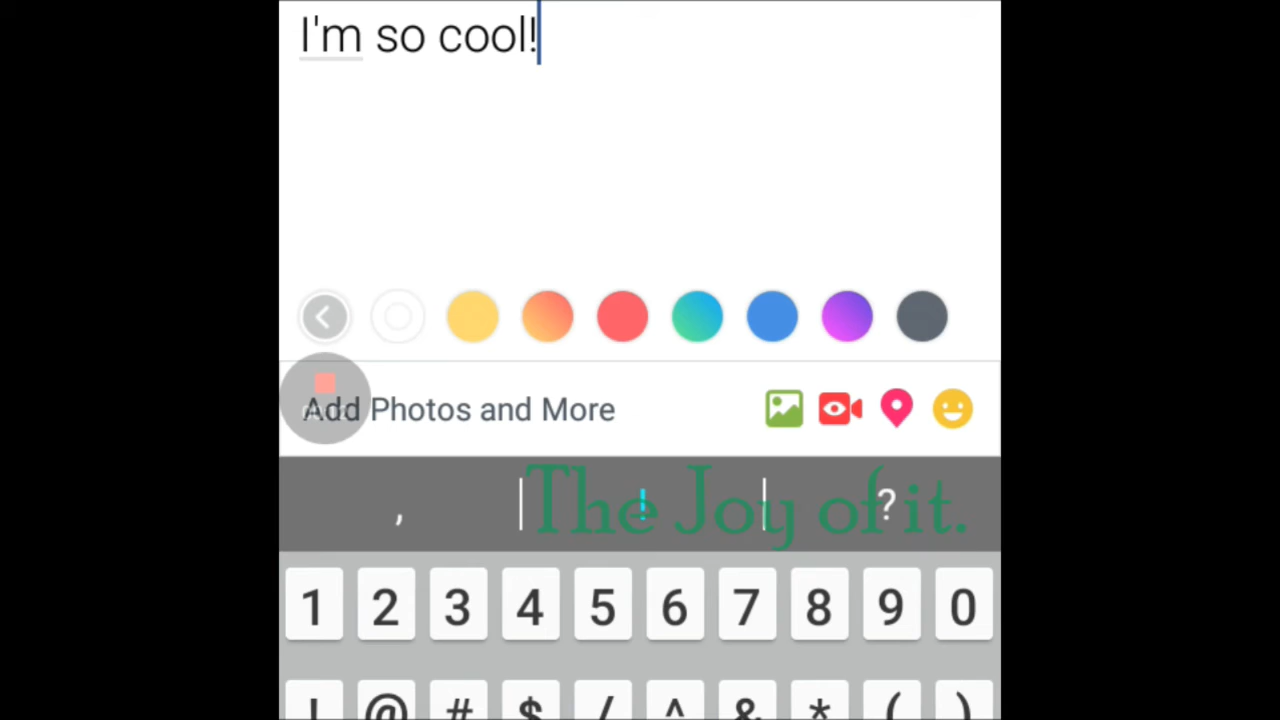 I'm so cool!
Add Photos and More
, ! ?
The Joy of it.
1 2 3 4 5 6 7 8 9 0
! @ # $ / ^ & * ( )